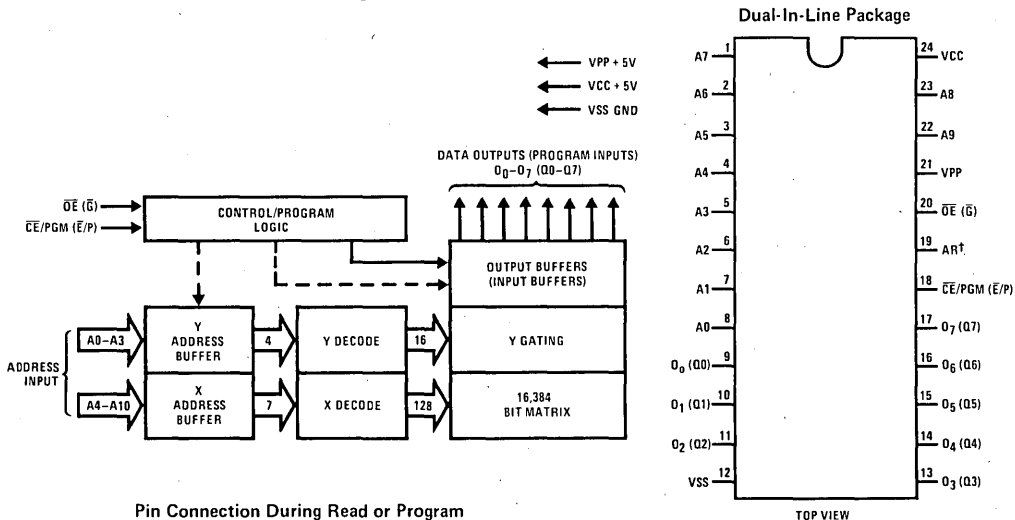 Dual-In-Line Package
VPP + 5V
VCC + 5V
VSS GND
DATA OUTPUTS (PROGRAM INPUTS)
O0–O7 (Q0–Q7)
O̅E̅ (G̅)
C̅E̅/PGM (E̅/P)
CONTROL/PROGRAM
LOGIC
OUTPUT BUFFERS
(INPUT BUFFERS)
ADDRESS
INPUT
A0–A3
Y
ADDRESS
BUFFER
4
Y DECODE
16
Y GATING
A4–A10
X
ADDRESS
BUFFER
7
X DECODE
128
16,384
BIT MATRIX
A7 1
A6 2
A5 3
A4 4
A3 5
A2 6
A1 7
A0 8
Oo (Q0) 9
O1 (Q1) 10
O2 (Q2) 11
VSS 12
24 VCC
23 A8
22 A9
21 VPP
20 O̅E̅ (G̅)
19 AR†
18 C̅E̅/PGM (E̅/P)
17 O7 (Q7)
16 O6 (Q6)
15 O5 (Q5)
14 O4 (Q4)
13 O3 (Q3)
TOP VIEW
Pin Connection During Read or Program